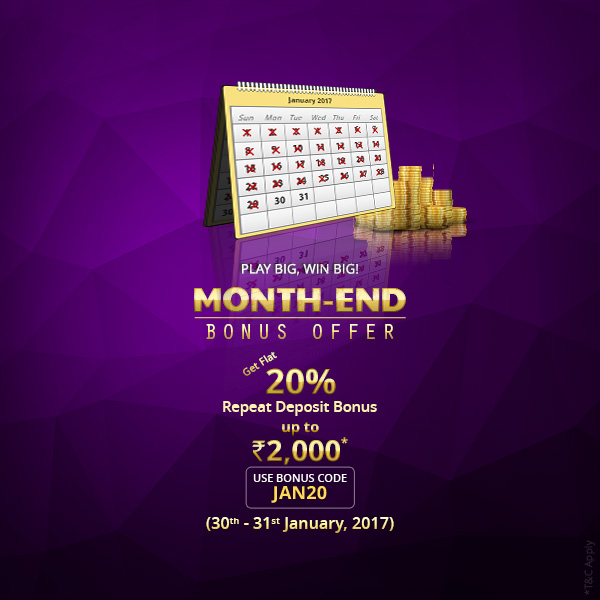 January 2017
Sun Mon Tue Wed Thu Fri Sat
1 2 3 4 5 6 7
8 9 10 11 12 13 14
15 16 17 18 19 20 21
22 23 24 25 26 27 28
29 30 31
PLAY BIG, WIN BIG!
MONTH-END
BONUS OFFER
Get Flat
20%
Repeat Deposit Bonus
up to
₹2,000*
USE BONUS CODE
JAN20
(30th - 31st January, 2017)
*T&C Apply